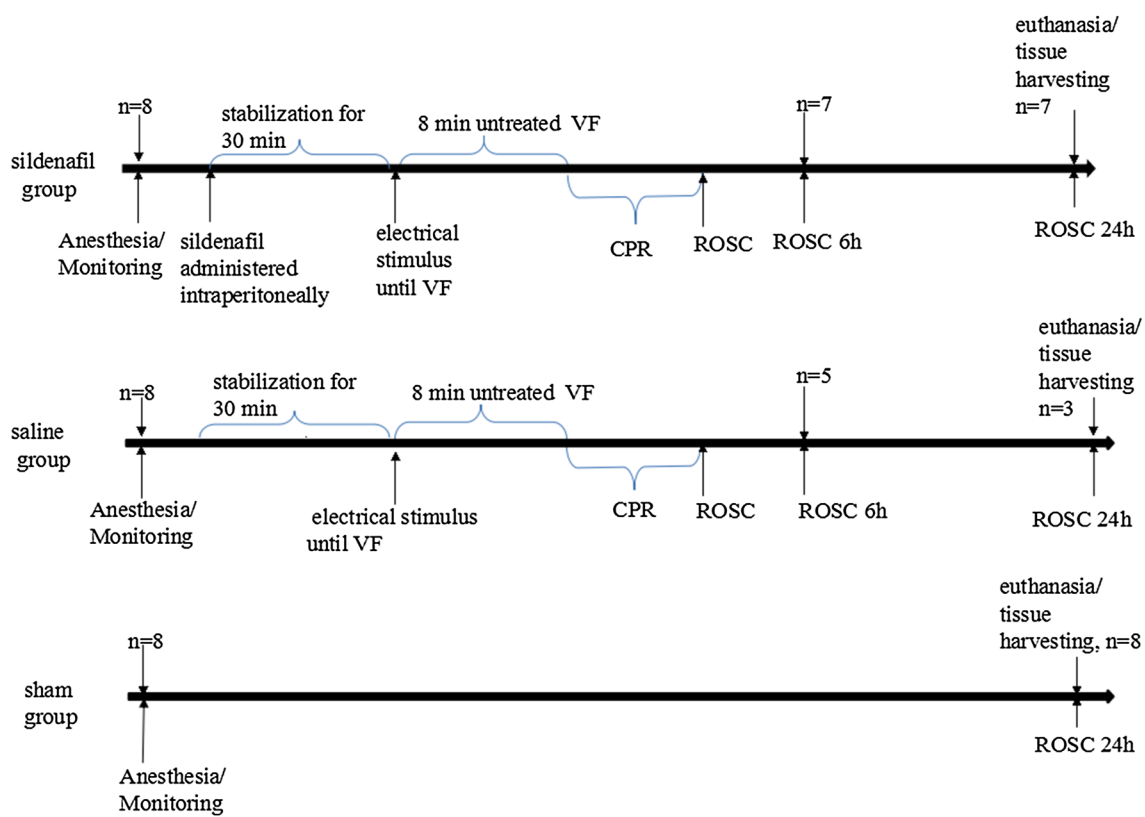 euthanasia/
tissue
harvesting
n=7
n=8
stabilization for
30 min
8 min untreated VF
n=7
sildenafil
group
Anesthesia/
Monitoring
sildenafil
administered
intraperitoneally
electrical
stimulus
until VF
CPR
ROSC
ROSC 6h
ROSC 24h
euthanasia/
tissue
harvesting
n=3
n=8
stabilization for
30 min
8 min untreated VF
n=5
saline
group
Anesthesia/
Monitoring
electrical stimulus
until VF
CPR
ROSC
ROSC 6h
ROSC 24h
euthanasia/
tissue
harvesting, n=8
n=8
sham
group
Anesthesia/
Monitoring
ROSC 24h